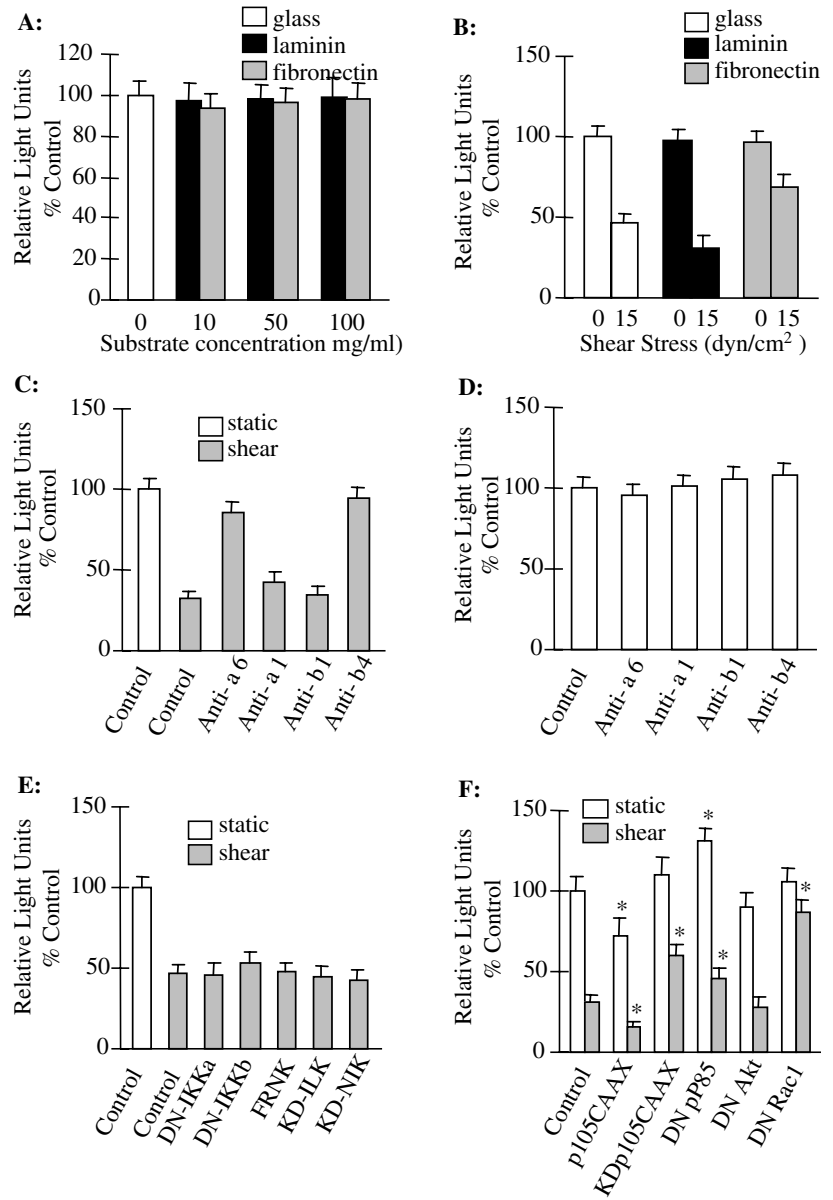 A:
glass
laminin
fibronectin
Relative Light Units
% Control
120
100
80
60
40
20
0
0 10 50 100
Substrate concentration mg/ml)
B:
glass
laminin
fibronectin
Relative Light Units
% Control
150
100
50
0
0 15 0 15 0 15
Shear Stress (dyn/cm2 )
C:
static
shear
Relative Light Units
% Control
150
100
50
0
Control
Control
Anti- a 6
Anti- a 1
Anti- b1
Anti- b4
D:
Relative Light Units
% Control
150
100
50
0
Control
Anti- a 6
Anti- a 1
Anti- b1
Anti- b4
E:
static
shear
Relative Light Units
% Control
150
100
50
0
Control
Control
DN-IKKa
DN-IKKb
FRNK
KD-ILK
KD-NIK
F:
static
shear
Relative Light Units
% Control
150
100
50
0
* * * * * *
Control
p105CAAX
KDp105CAAX
DN pP85
DN Akt
DN Rac1